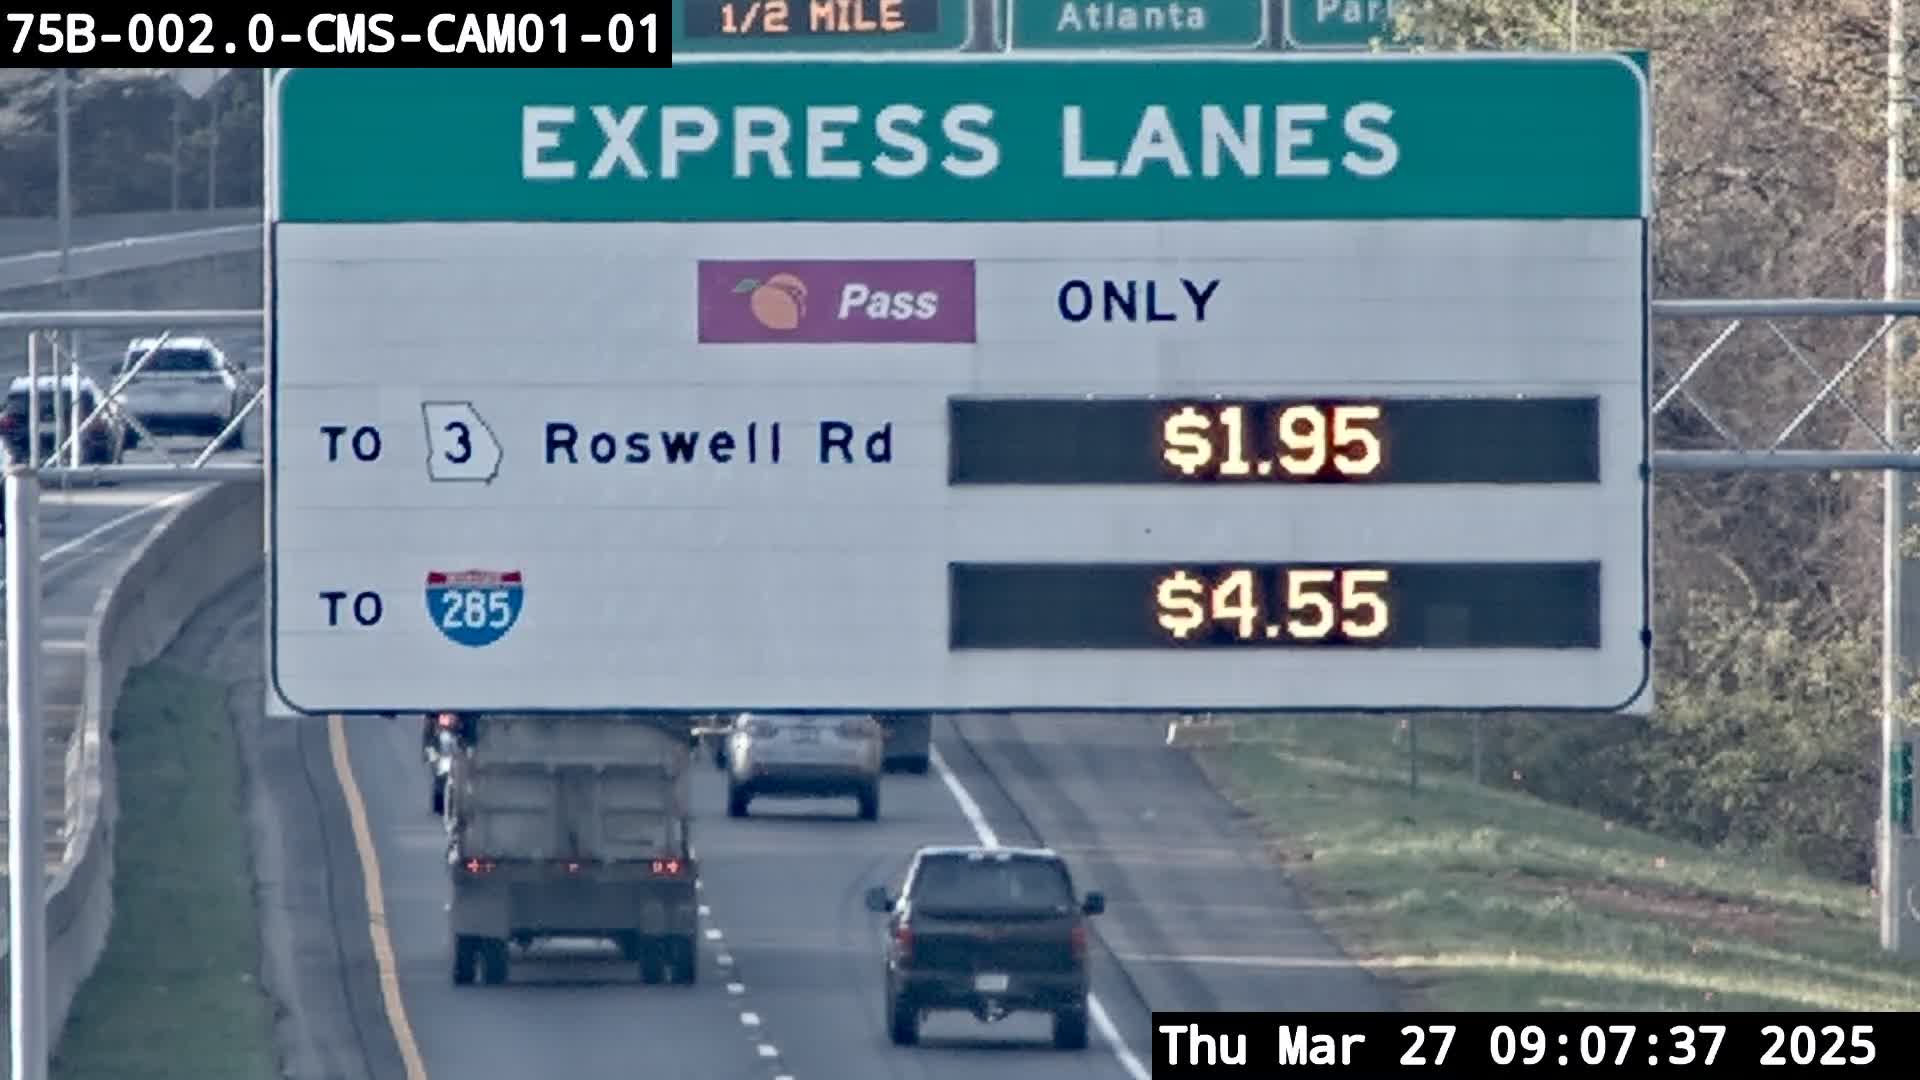 75B-002.0-CMS-CAM01-01
1/2 MILE
Atlanta
EXPRESS LANES
Pass ONLY
TO 3 Roswell Rd $1.95
TO 285 $4.55
Thu Mar 27 09:07:37 2025